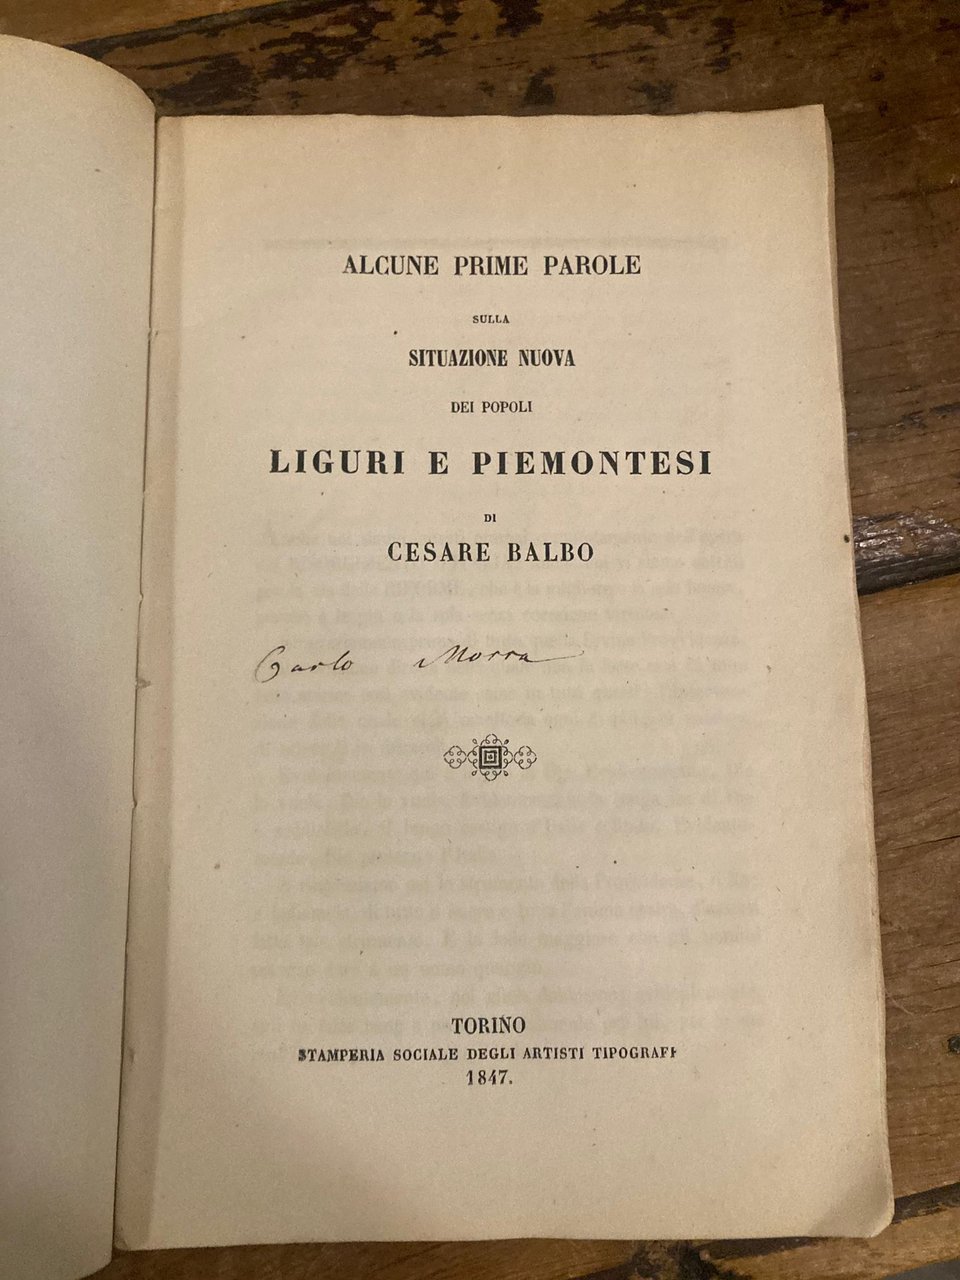 ALCUNE PRIME PAROLE
SULLA
SITUAZIONE NUOVA
DEI POPOLI
LIGURI E PIEMONTESI
DI
CESARE BALBO
Carlo Morra
TORINO
STAMPERIA SOCIALE DEGLI ARTISTI TIPOGRAFI
1847.